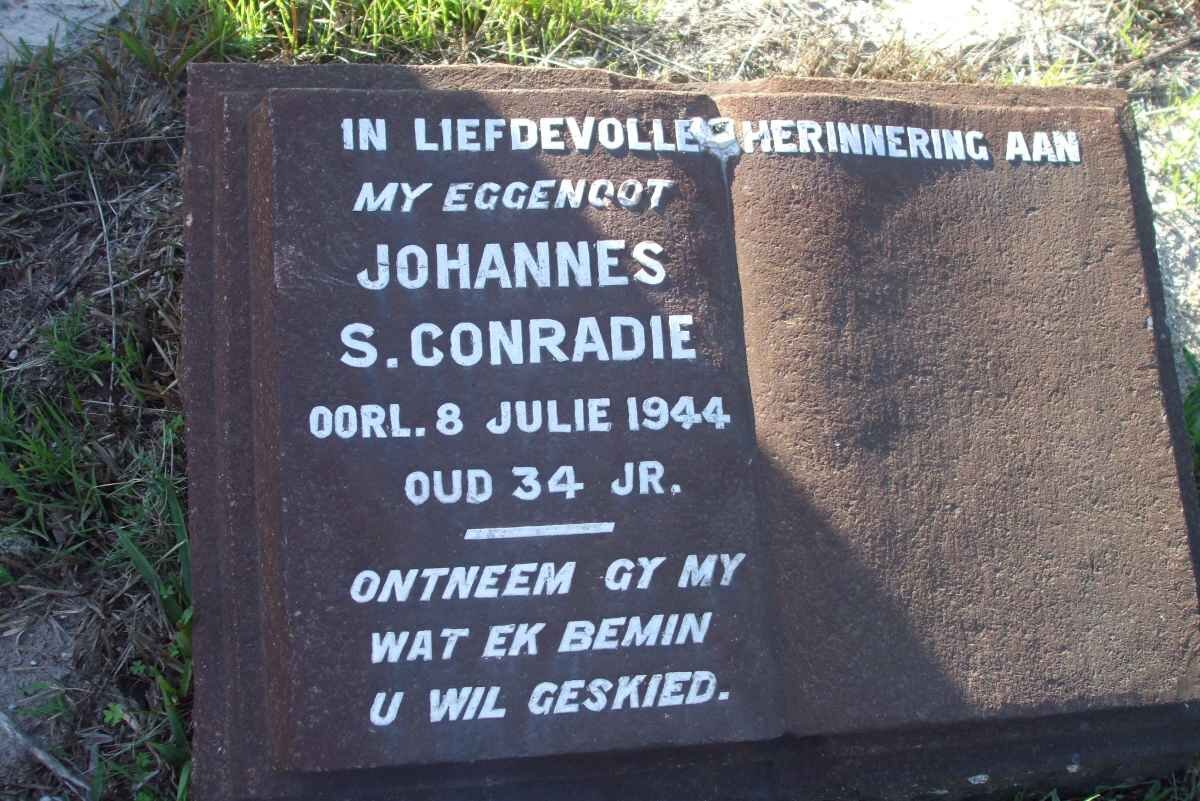 IN LIEFDEVOLLE HERINNERING AAN
MY EGGENOOT
JOHANNES
S. CONRADIE
OORL. 8 JULIE 1944
OUD 34 JR.
ONTNEEM GY MY
WAT EK BEMIN
U WIL GESKIED.